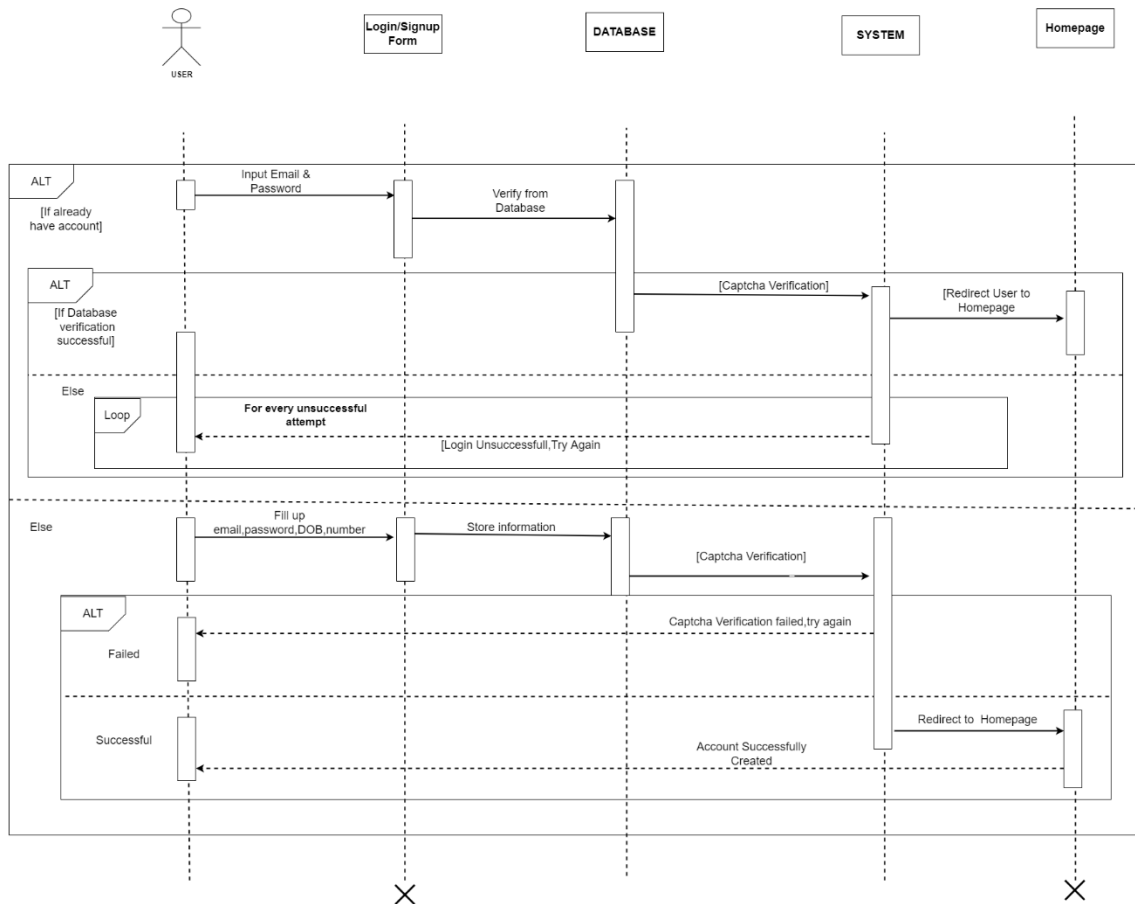 Login/Signup
Form
DATABASE
SYSTEM
Homepage
USER
ALT
Input Email &
Password
[If already
have account]
Verify from
Database
ALT
[If Database
verification
successful]
[Captcha Verification]
[Redirect User to
Homepage
Else
Loop
For every unsuccessful
attempt
[Login Unsuccessfull,Try Again
Else
Fill up
email,password,DOB,number
Store information
[Captcha Verification]
ALT
Captcha Verification failed,try again
Failed
Successful
Redirect to Homepage
Account Successfully
Created